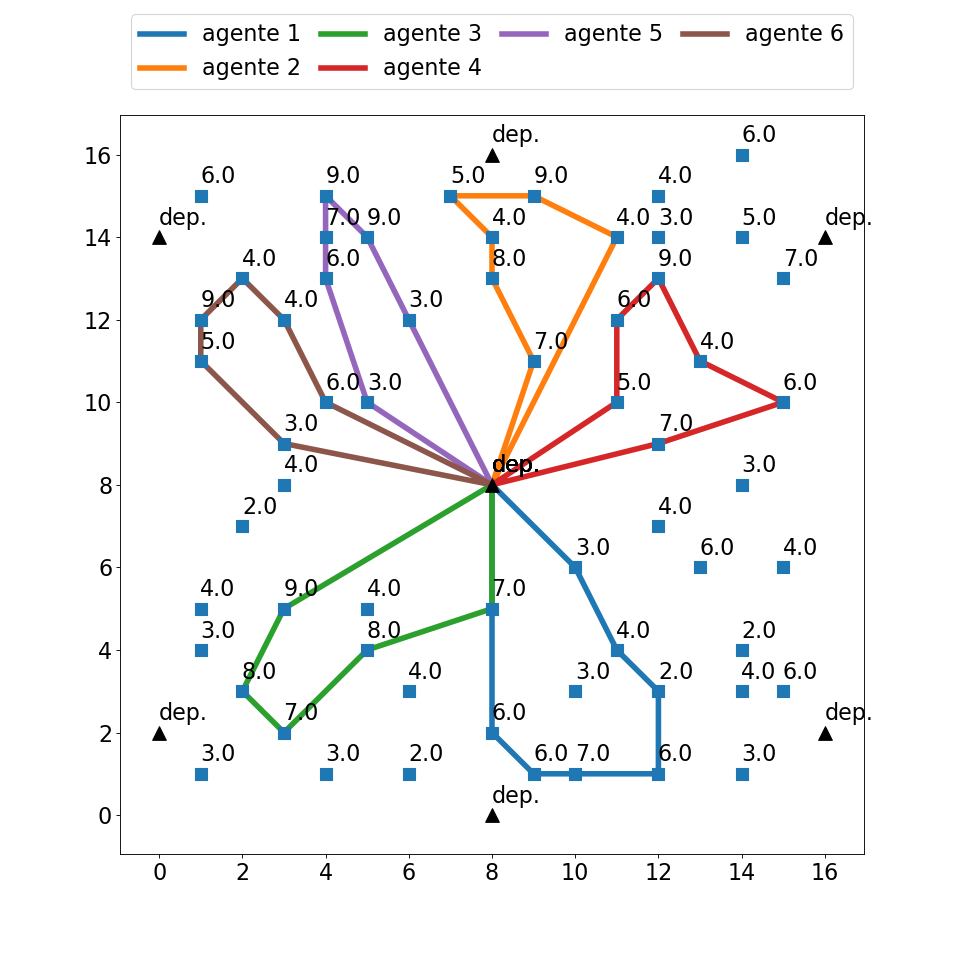 agente 1 agente 3 agente 5 agente 6
agente 2 agente 4
dep. 6.0
16
6.0 9.0 5.0 9.0 4.0
dep. 7.0 9.0 4.0 4.0 3.0 5.0 dep.
14
4.0 6.0 8.0 9.0 7.0
9.0 4.0 3.0 6.0
12
5.0 7.0 4.0
6.0 3.0 5.0 6.0
10
3.0 7.0
4.0 dep. dep. 3.0
8
2.0 4.0
3.0 6.0 4.0
6
4.0 9.0 4.0 7.0
3.0 8.0 4.0 2.0
4
8.0 4.0 3.0 2.0 4.0 6.0
dep. 7.0 6.0 dep.
2
3.0 3.0 2.0 6.0 7.0 6.0 3.0
dep.
0
0 2 4 6 8 10 12 14 16